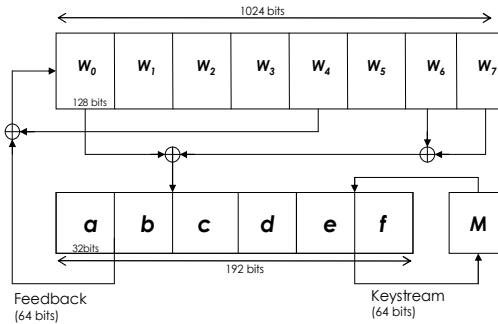 1024 bits
W0 W1 W2 W3 W4 W5 W6 W7
128 bits
a b c d e f M
32bits
192 bits
Feedback Keystream
(64 bits) (64 bits)